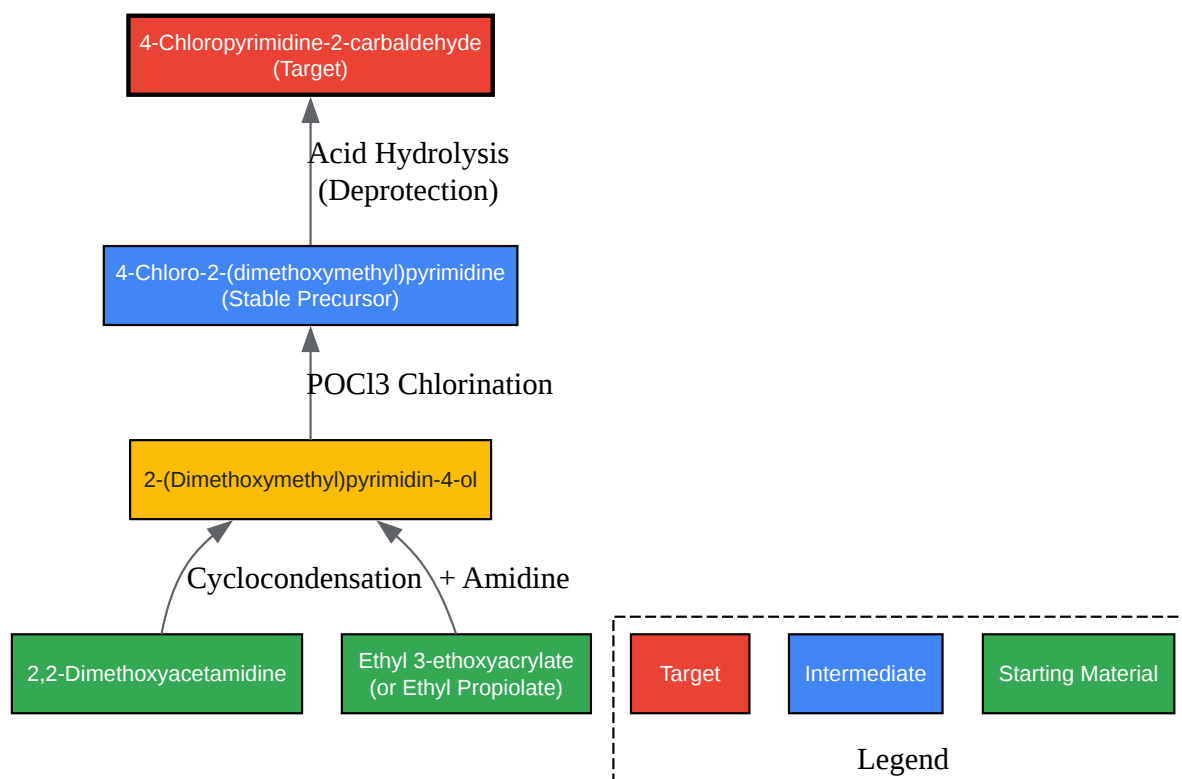 4-Chloropyrimidine-2-carbaldehyde
(Target)
Acid Hydrolysis
(Deprotection)
4-Chloro-2-(dimethoxymethyl)pyrimidine
(Stable Precursor)
POCl3 Chlorination
2-(Dimethoxymethyl)pyrimidin-4-ol
Cyclocondensation
+ Amidine
2,2-Dimethoxyacetamidine
Ethyl 3-ethoxyacrylate
(or Ethyl Propiolate)
Target
Intermediate
Starting Material
Legend